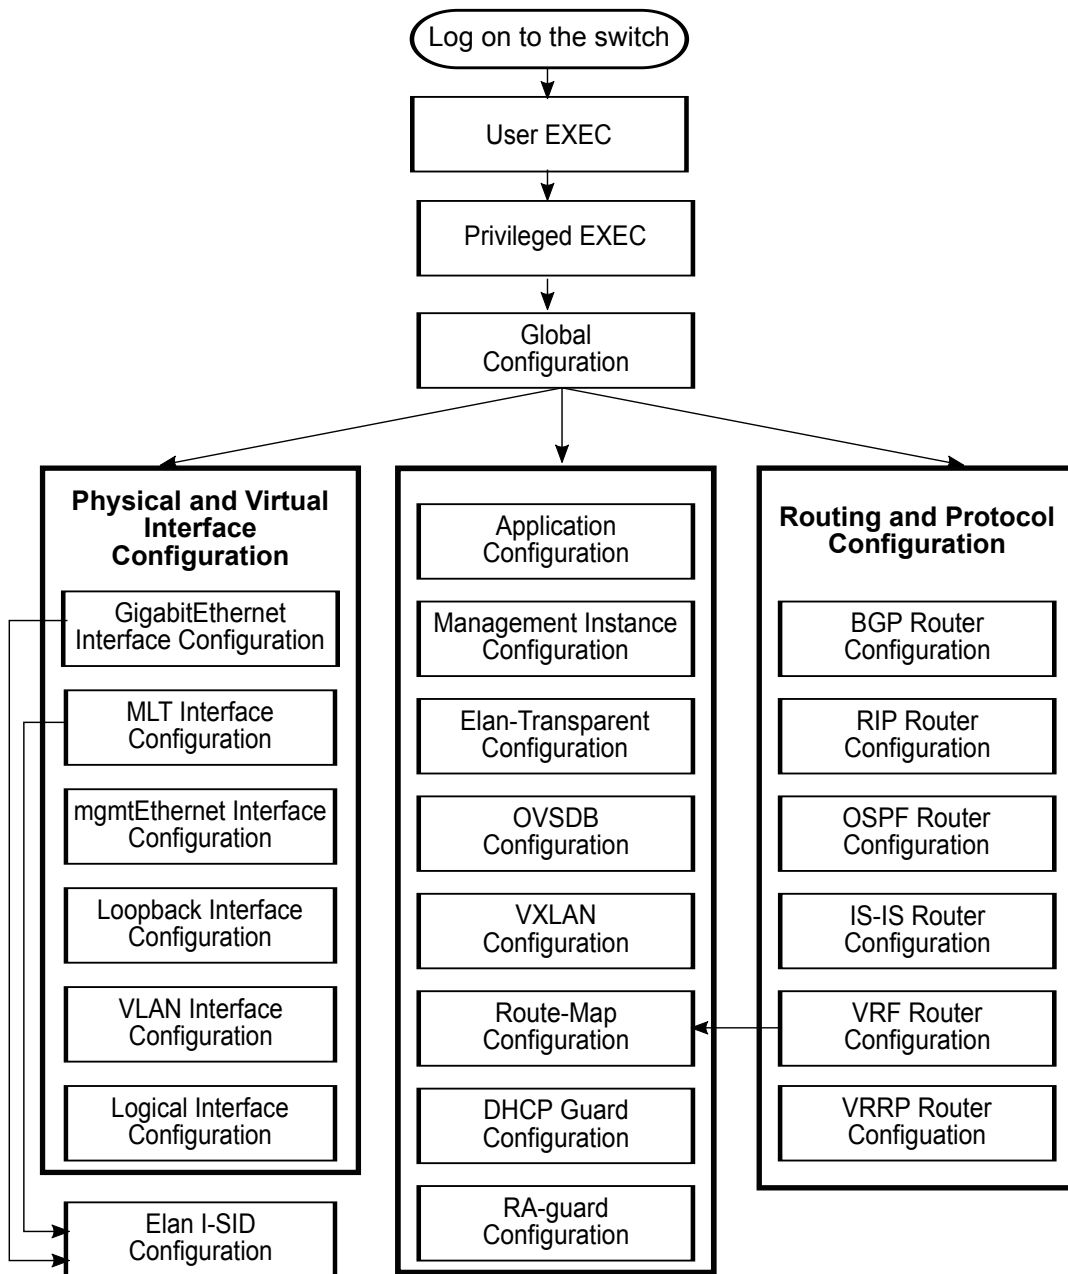 Log on to the switch
User EXEC
Privileged EXEC
Global
Configuration
Physical and Virtual
Interface
Configuration
GigabitEthernet
Interface Configuration
MLT Interface
Configuration
mgmtEthernet Interface
Configuration
Loopback Interface
Configuration
VLAN Interface
Configuration
Logical Interface
Configuration
Elan I-SID
Configuration
Application
Configuration
Management Instance
Configuration
Elan-Transparent
Configuration
OVSDB
Configuration
VXLAN
Configuration
Route-Map
Configuration
DHCP Guard
Configuration
RA-guard
Configuration
Routing and Protocol
Configuration
BGP Router
Configuration
RIP Router
Configuration
OSPF Router
Configuration
IS-IS Router
Configuration
VRF Router
Configuration
VRRP Router
Configuation